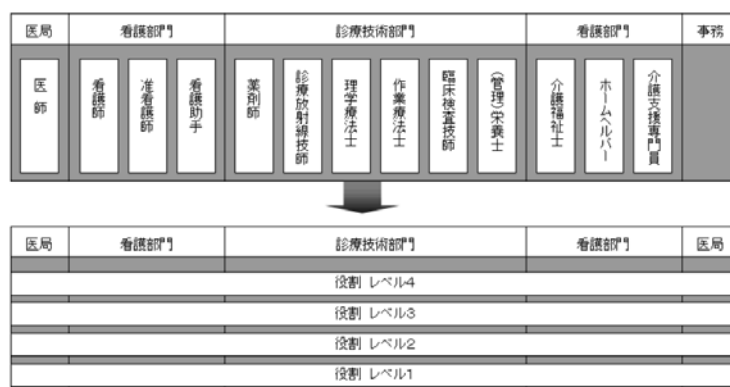 医局 看護部門 診療技術部門 看護部門 事務
医師
看護師
准看護師
看護助手
薬剤師
診療放射線技師
理学療法士
作業療法士
臨床検査技師
(管理)栄養士
介護福祉士
ホームヘルパー
介護支援専門員
医局 看護部門 診療技術部門 看護部門 医局
役割 レベル4
役割 レベル3
役割 レベル2
役割 レベル1